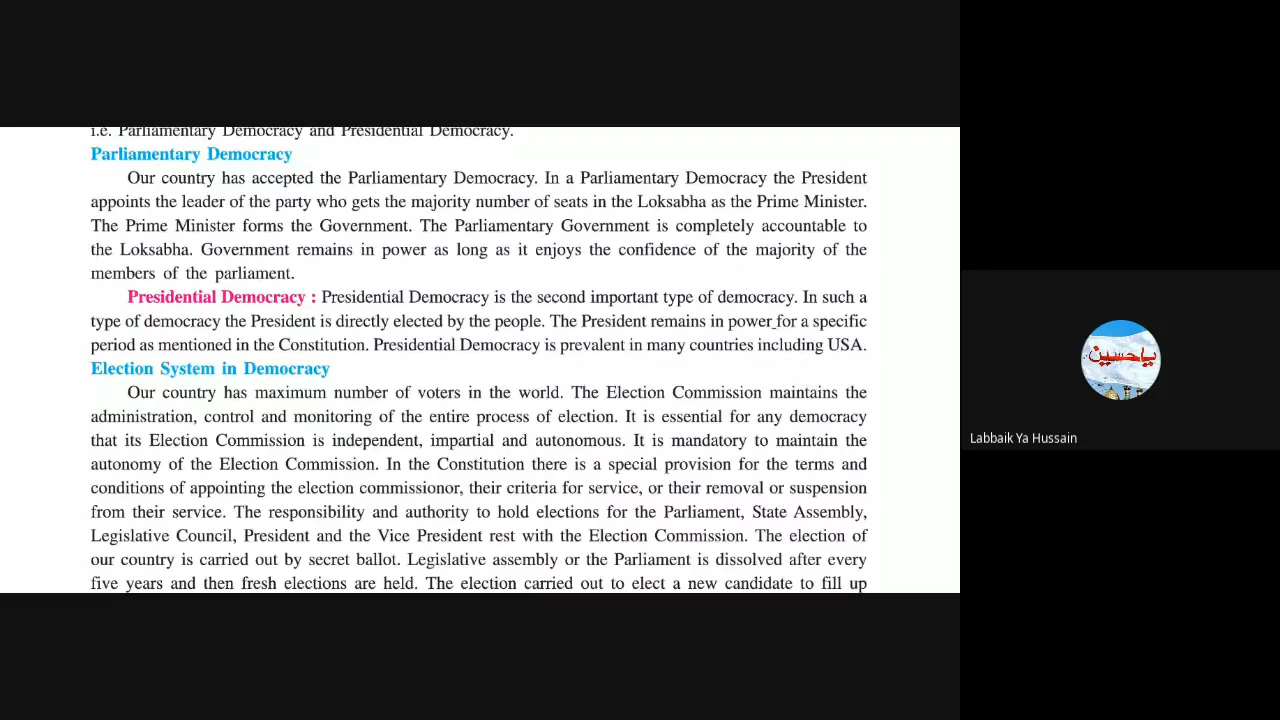 i.e. Parliamentary Democracy and Presidential Democracy.
Parliamentary Democracy
Our country has accepted the Parliamentary Democracy. In a Parliamentary Democracy the President
appoints the leader of the party who gets the majority number of seats in the Loksabha as the Prime Minister.
The Prime Minister forms the Government. The Parliamentary Government is completely accountable to
the Loksabha. Government remains in power as long as it enjoys the confidence of the majority of the
members of the parliament.
Presidential Democracy : Presidential Democracy is the second important type of democracy. In such a
type of democracy the President is directly elected by the people. The President remains in power for a specific
period as mentioned in the Constitution. Presidential Democracy is prevalent in many countries including USA.
Election System in Democracy
Our country has maximum number of voters in the world. The Election Commission maintains the
administration, control and monitoring of the entire process of election. It is essential for any democracy
that its Election Commission is independent, impartial and autonomous. It is mandatory to maintain the
autonomy of the Election Commission. In the Constitution there is a special provision for the terms and
conditions of appointing the election commissionor, their criteria for service, or their removal or suspension
from their service. The responsibility and authority to hold elections for the Parliament, State Assembly,
Legislative Council, President and the Vice President rest with the Election Commission. The election of
our country is carried out by secret ballot. Legislative assembly or the Parliament is dissolved after every
five years and then fresh elections are held. The election carried out to elect a new candidate to fill up
ياحسين
Labbaik Ya Hussain